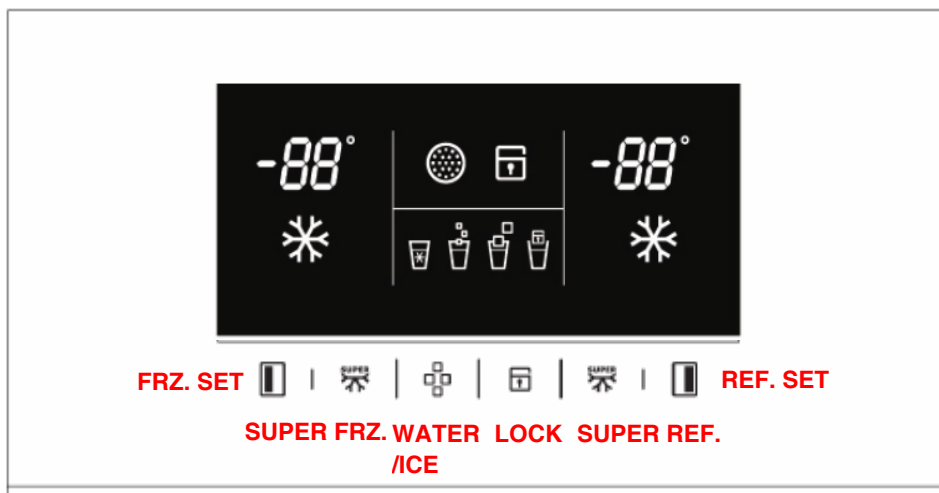 -88° -88°
FRZ. SET SUPER SUPER REF. SET
SUPER FRZ. WATER LOCK SUPER REF.
/ICE